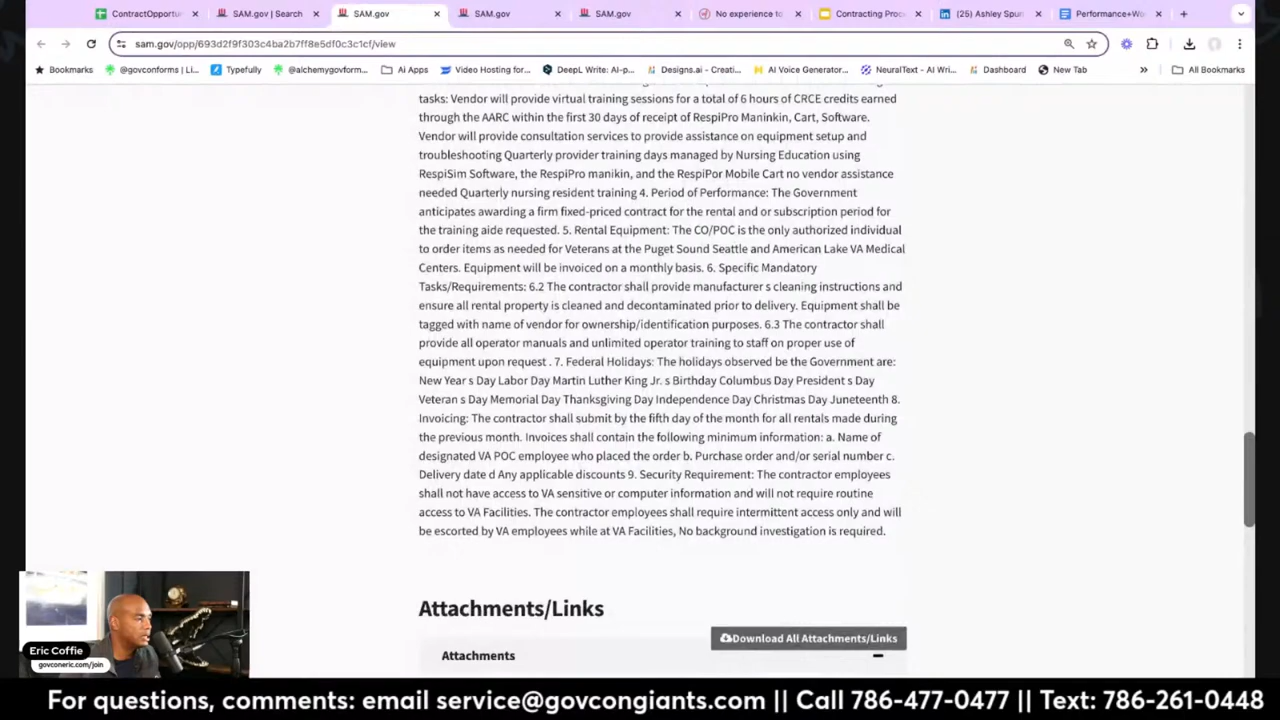 ContractOpportu
SAM.gov | Search
SAM.gov
SAM.gov
SAM.gov
No experience to
Contracting Proc
(25) Ashley Spur
Performance+Wo
sam.gov/opp/693d2f9f303c4ba2b7ff8e5df0c3c1cf/view
Bookmarks
@govconforms | Li...
Typefully
@alchemygovform...
Ai Apps
Video Hosting for...
DeepL Write: AI-p...
Designs.ai - Creati...
AI Voice Generator...
NeuralText - AI Wri...
Dashboard
New Tab
All Bookmarks
tasks: Vendor will provide virtual training sessions for a total of 6 hours of CRCE credits earned
through the AARC within the first 30 days of receipt of RespiPro Maninkin, Cart, Software.
Vendor will provide consultation services to provide assistance on equipment setup and
troubleshooting Quarterly provider training days managed by Nursing Education using
RespiSim Software, the RespiPro manikin, and the RespiPor Mobile Cart no vendor assistance
needed Quarterly nursing resident training 4. Period of Performance: The Government
anticipates awarding a firm fixed-priced contract for the rental and or subscription period for
the training aide requested. 5. Rental Equipment: The CO/POC is the only authorized individual
to order items as needed for Veterans at the Puget Sound Seattle and American Lake VA Medical
Centers. Equipment will be invoiced on a monthly basis. 6. Specific Mandatory
Tasks/Requirements: 6.2 The contractor shall provide manufacturer s cleaning instructions and
ensure all rental property is cleaned and decontaminated prior to delivery. Equipment shall be
tagged with name of vendor for ownership/identification purposes. 6.3 The contractor shall
provide all operator manuals and unlimited operator training to staff on proper use of
equipment upon request . 7. Federal Holidays: The holidays observed be the Government are:
New Year s Day Labor Day Martin Luther King Jr. s Birthday Columbus Day President s Day
Veteran s Day Memorial Day Thanksgiving Day Independence Day Christmas Day Juneteenth 8.
Invoicing: The contractor shall submit by the fifth day of the month for all rentals made during
the previous month. Invoices shall contain the following minimum information: a. Name of
designated VA POC employee who placed the order b. Purchase order and/or serial number c.
Delivery date d Any applicable discounts 9. Security Requirement: The contractor employees
shall not have access to VA sensitive or computer information and will not require routine
access to VA Facilities. The contractor employees shall require intermittent access only and will
be escorted by VA employees while at VA Facilities, No background investigation is required.
Attachments/Links
Download All Attachments/Links
Attachments
Eric Coffie
govconeric.com/join
For questions, comments: email service@govcongiants.com || Call 786-477-0477 || Text: 786-261-0448